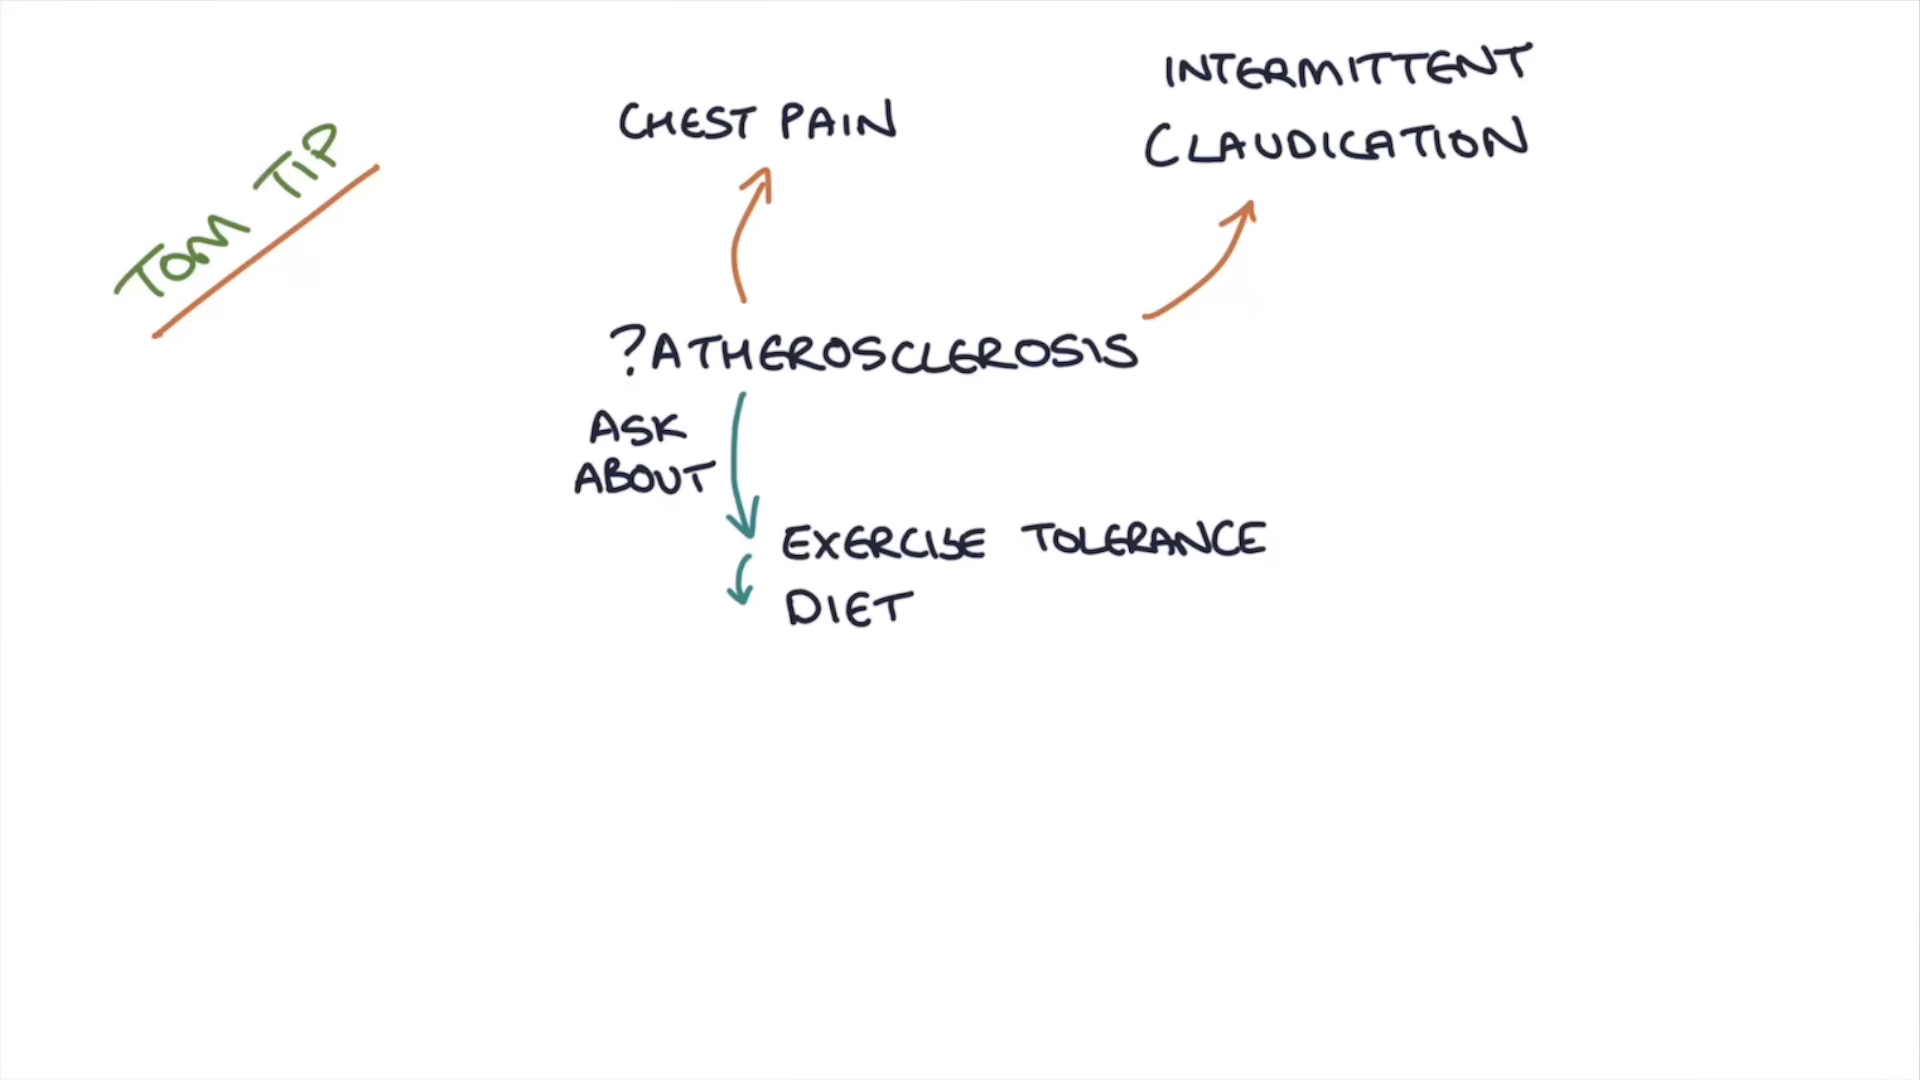 TOM TIP
CHEST PAIN
INTERMITTENT
CLAUDICATION
?ATHEROSCLEROSIS
ASK
ABOUT
EXERCISE TOLERANCE
DIET